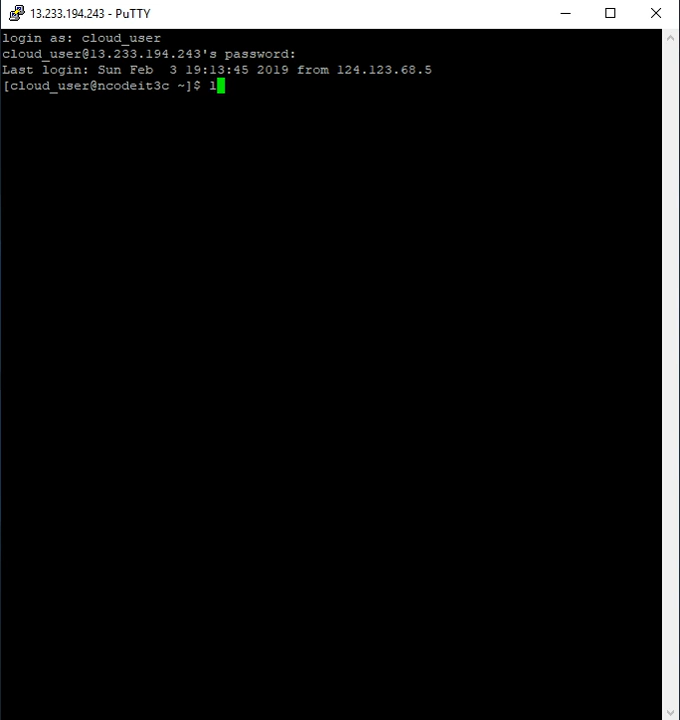 13.233.194.243 - PuTTY
login as: cloud_user
cloud_user@13.233.194.243's password:
Last login: Sun Feb  3 19:13:45 2019 from 124.123.68.5
[cloud_user@ncodeit3c ~]$ l